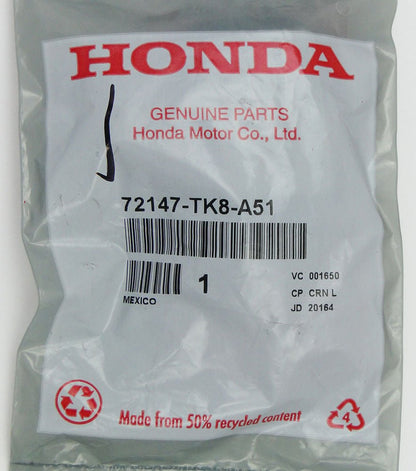 HONDA
GENUINE PARTS
Honda Motor Co., Ltd.
72147-TK8-A51
1
VC 001650
MEXICO
CP CRN L
JD 20164
Made from 50% recycled content
4